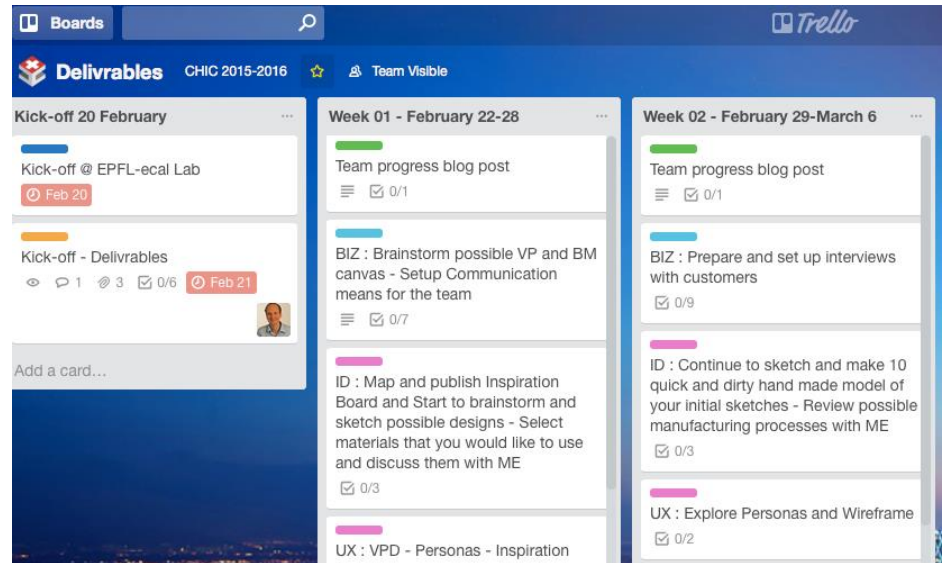 Boards
Trello
Delivrables CHIC 2015-2016 Team Visible
Kick-off 20 February
Kick-off @ EPFL-ecal Lab
Feb 20
Kick-off - Delivrables
1 3 0/6 Feb 21
Add a card...
Week 01 - February 22-28
Team progress blog post
0/1
BIZ : Brainstorm possible VP and BM
canvas - Setup Communication
means for the team
0/7
ID : Map and publish Inspiration
Board and Start to brainstorm and
sketch possible designs - Select
materials that you would like to use
and discuss them with ME
0/3
UX : VPD - Personas - Inspiration
Week 02 - February 29-March 6
Team progress blog post
0/1
BIZ : Prepare and set up interviews
with customers
0/9
ID : Continue to sketch and make 10
quick and dirty hand made model of
your initial sketches - Review possible
manufacturing processes with ME
0/3
UX : Explore Personas and Wireframe
0/2